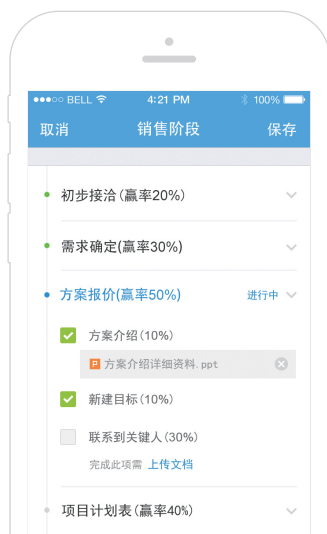 BELL 4:21 PM 100%
取消 销售阶段 保存
初步接洽(赢率20%)
需求确定(赢率30%)
方案报价(赢率50%) 进行中
方案介绍(10%)
P 方案介绍详细资料.ppt
新建目标(10%)
联系到关键人(30%)
完成此项需 上传文档
项目计划表(赢率40%)